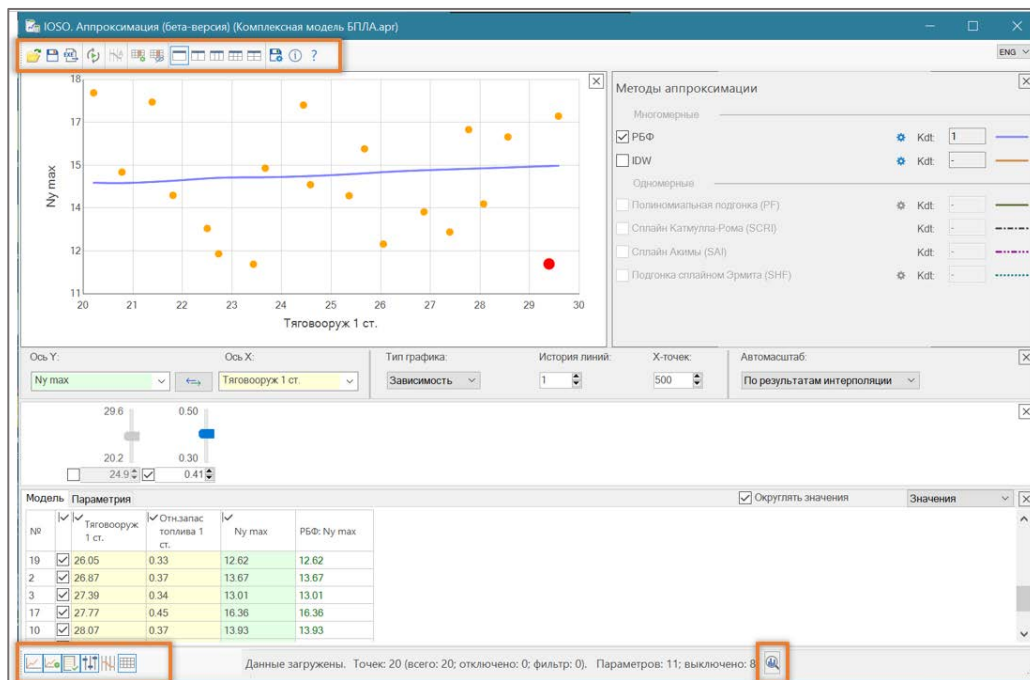 IOSO. Аппроксимация (бета-версия) (Комплексная модель БПЛА.apr)
ENG
18
17
15
14
12
11
Ny max
20 21 22 23 24 25 26 27 28 29 30
Тяговооруж 1 ст.
Методы аппроксимации
Многомерные
РБФ Kdt: 1
IDW Kdt: -
Одномерные
Полиномиальная подгонка (PF) Kdt: -
Сплайн Катмулла-Рома (SCRI) Kdt: -
Сплайн Акимы (SAI) Kdt: -
Подгонка сплайном Эрмита (SHF) Kdt: -
Ось Y: Ось X: Тип графика: История линий: X-точек: Автомасштаб:
Ny max Тяговооруж 1 ст. Зависимость 1 500 По результатам интерполяции
29.6 0.50
20.2 0.30
24.9 0.41
Модель Параметрия Округлять значения Значения
№ Тяговооруж 1 ст. Отн.запас топлива 1 ст. Ny max РБФ: Ny max
19 26.05 0.33 12.62 12.62
2 26.87 0.37 13.67 13.67
3 27.39 0.34 13.01 13.01
17 27.77 0.45 16.36 16.36
10 28.07 0.37 13.93 13.93
Данные загружены. Точек: 20 (всего: 20; отключено: 0; фильтр: 0). Параметров: 11; выключено: 8